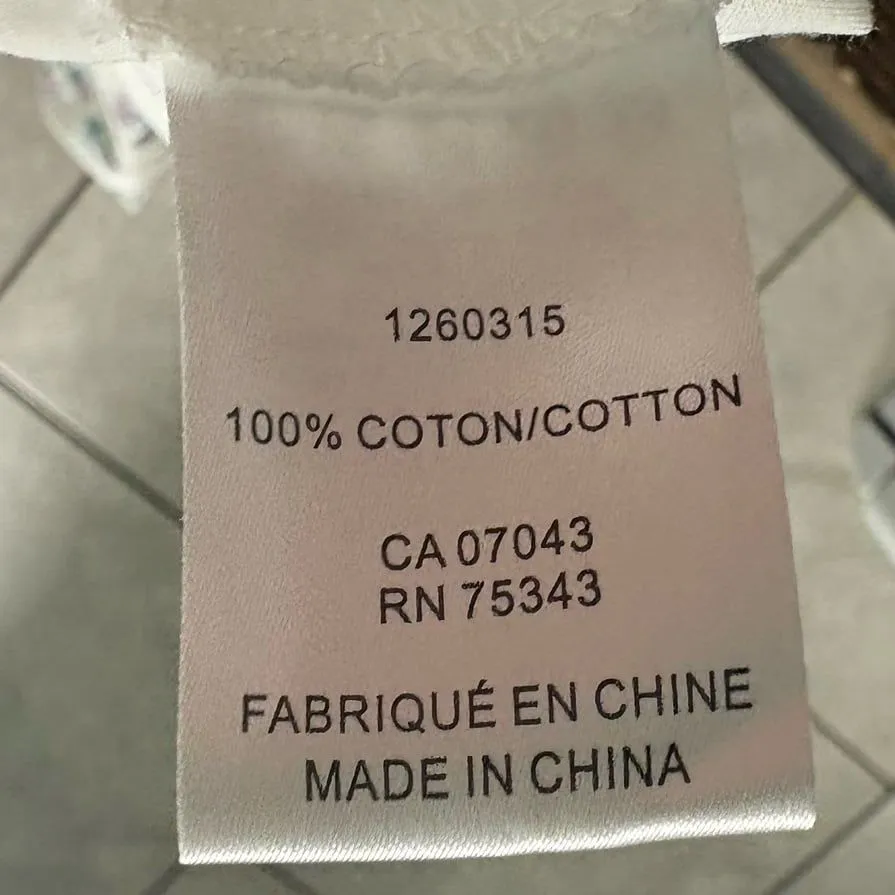 1260315
100% COTON/COTTON
CA 07043
RN 75343
FABRIQUÉ EN CHINE
MADE IN CHINA